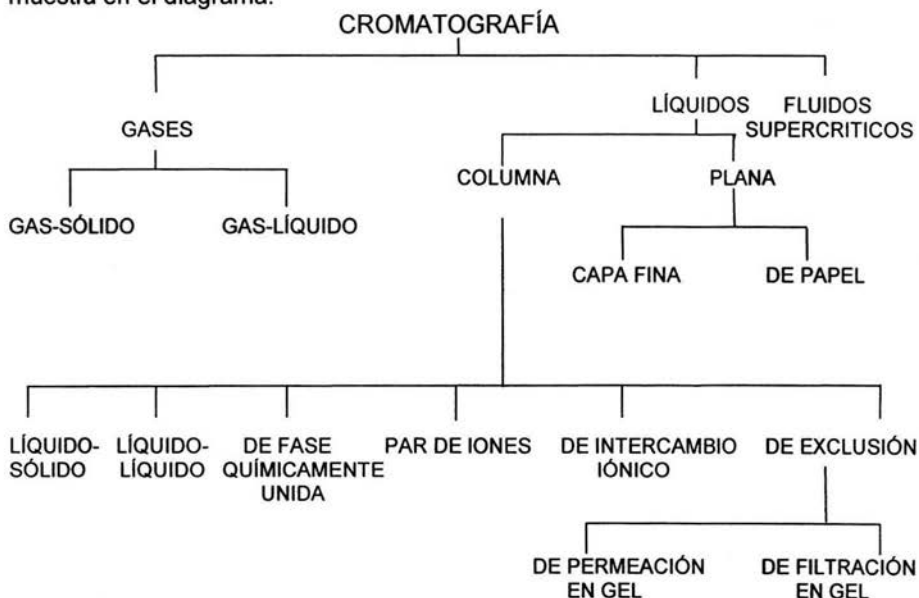 muestra en el diagrama.
CROMATOGRAFÍA
LÍQUIDOS FLUIDOS
SUPERCRITICOS
GASES
COLUMNA PLANA
GAS-SÓLIDO GAS-LÍQUIDO
CAPA FINA DE PAPEL
LÍQUIDO-
SÓLIDO
LÍQUIDO-
LÍQUIDO
DE FASE
QUÍMICAMENTE
UNIDA
PAR DE IONES
DE INTERCAMBIO
IÓNICO
DE EXCLUSIÓN
DE PERMEACIÓN
EN GEL
DE FILTRACIÓN
EN GEL